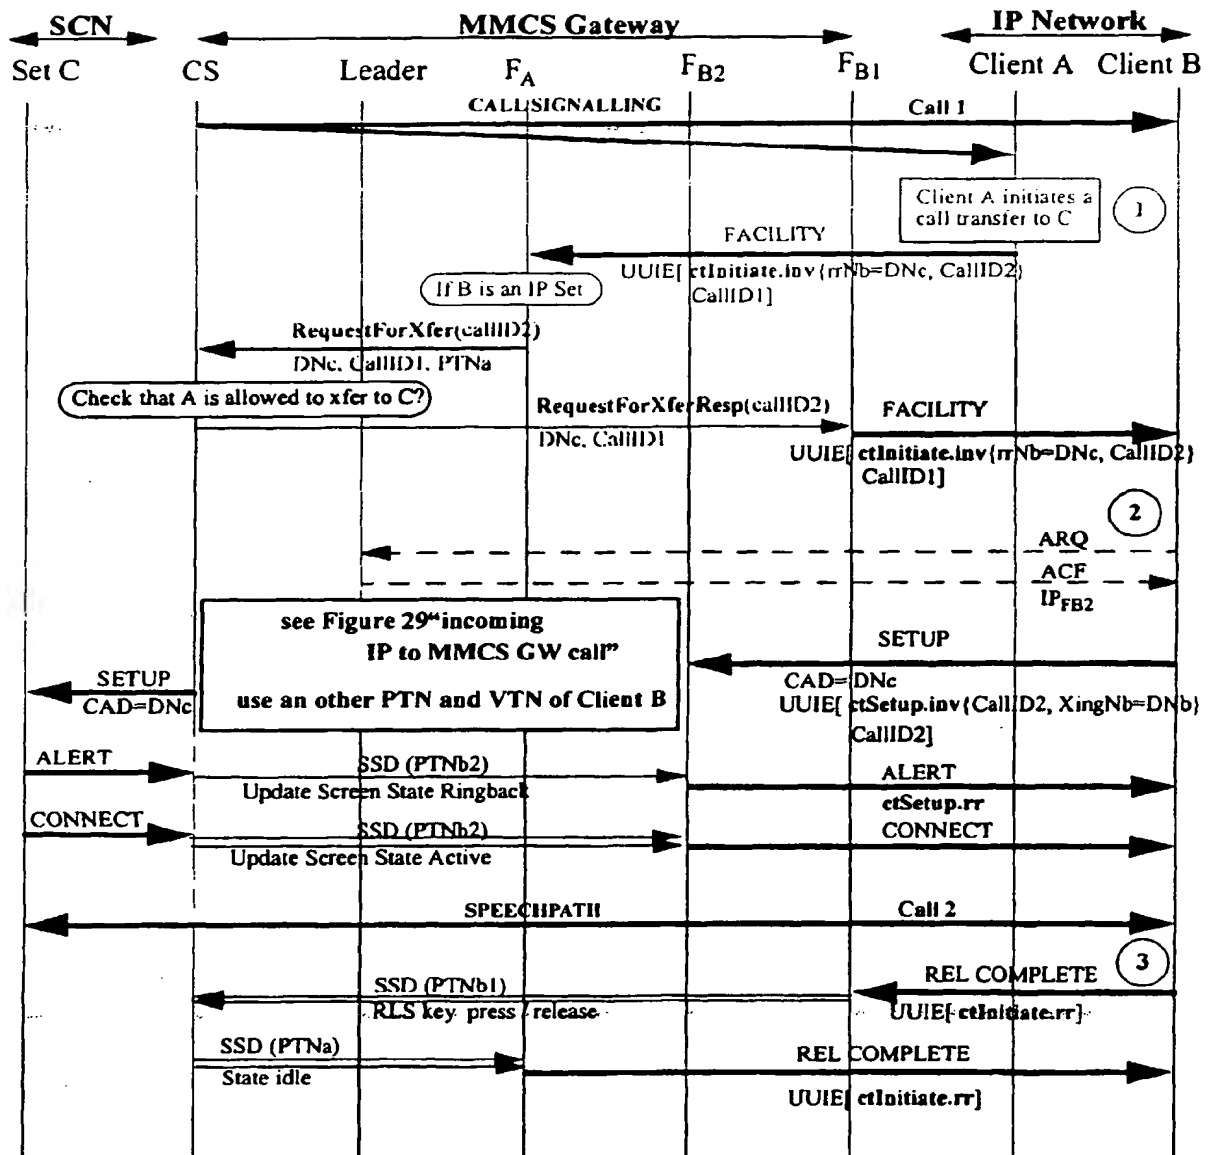 SCN MMCS Gateway IP Network
Set C CS Leader FA FB2 FB1 Client A Client B
CALLSIGNALLING Call 1
Client A initiates a
call transfer to C
1
FACILITY
UUIE[ ctInitiate.inv{rrNb=DNc, CallID2}
CallID1]
If B is an IP Set
RequestForXfer(callID2)
DNc, CallID1, PTNa
Check that A is allowed to xfer to C?
RequestForXferResp(callID2)
DNc, CallID1
FACILITY
UUIE[ ctInitiate.inv{rrNb=DNc, CallID2}
CallID1]
2
ARQ
ACF
IPFB2
see Figure 29“incoming
IP to MMCS GW call”
use an other PTN and VTN of Client B
SETUP
CAD=DNc
UUIE[ ctSetup.inv{CallID2, XingNb=DNb}
CallID2]
SETUP
CAD=DNc
ALERT
SSD (PTNb2)
Update Screen State Ringback
ALERT
ctSetup.rr
CONNECT
SSD (PTNb2)
Update Screen State Active
CONNECT
SPEECHPATH Call 2
3
REL COMPLETE
UUIE[ ctInitiate.rr]
SSD (PTNb1)
RLS key press / release
SSD (PTNa)
State idle
REL COMPLETE
UUIE[ ctInitiate.rr]